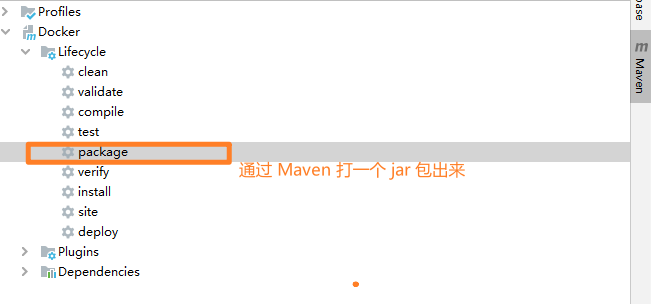 Profiles
Docker
Lifecycle
clean
validate
compile
test
package
verify
通过 Maven 打一个 jar 包出来
install
site
deploy
Plugins
Dependencies
base
m Maven